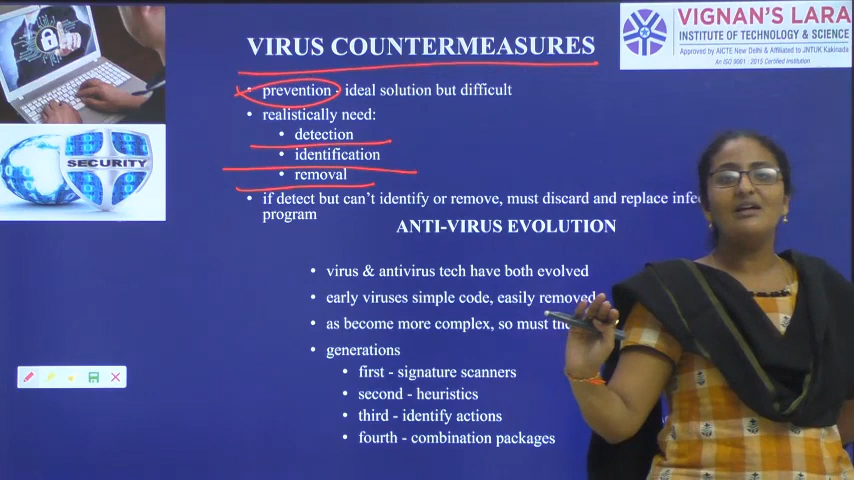 VIRUS COUNTERMEASURES
VIGNAN'S LARA
INSTITUTE OF TECHNOLOGY & SCIENCE
Approved by AICTE New Delhi & Affiliated to JNTUK Kakinada
An ISO 9001 : 2015 Certified Institution
• prevention - ideal solution but difficult
• realistically need:
• detection
• identification
• removal
SECURITY
• if detect but can't identify or remove, must discard and replace
program
ANTI-VIRUS EVOLUTION
• virus & antivirus tech have both evolved
• early viruses simple code, easily removed
• as become more complex, so must
• generations
first - signature scanners
second - heuristics
third - identify actions
fourth - combination packages